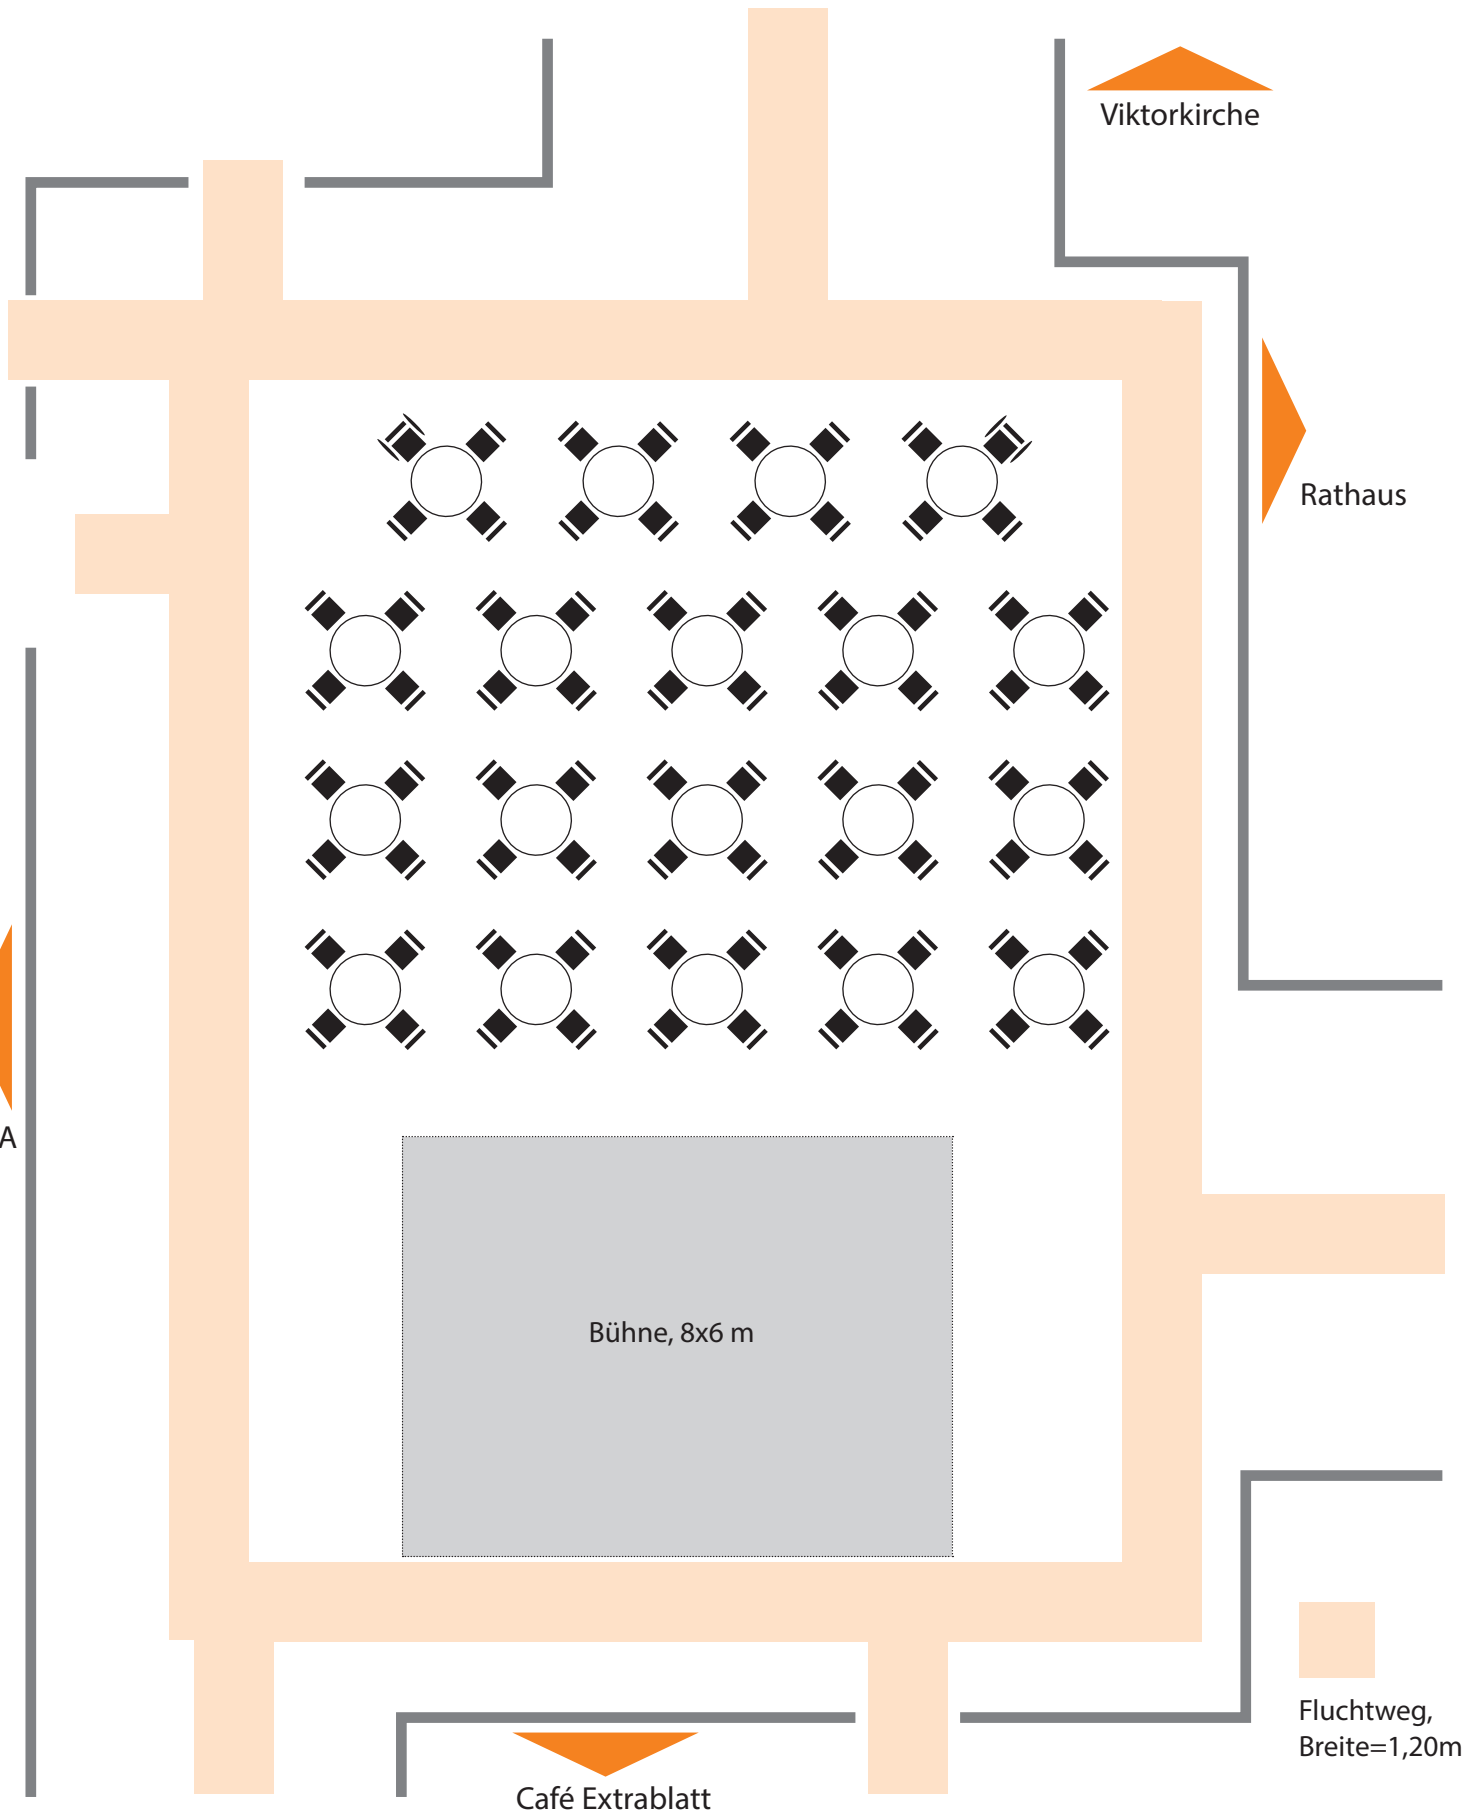 Viktorkirche
Rathaus
A
Bühne, 8x6 m
Fluchtweg,
Breite=1,20m
Café Extrablatt